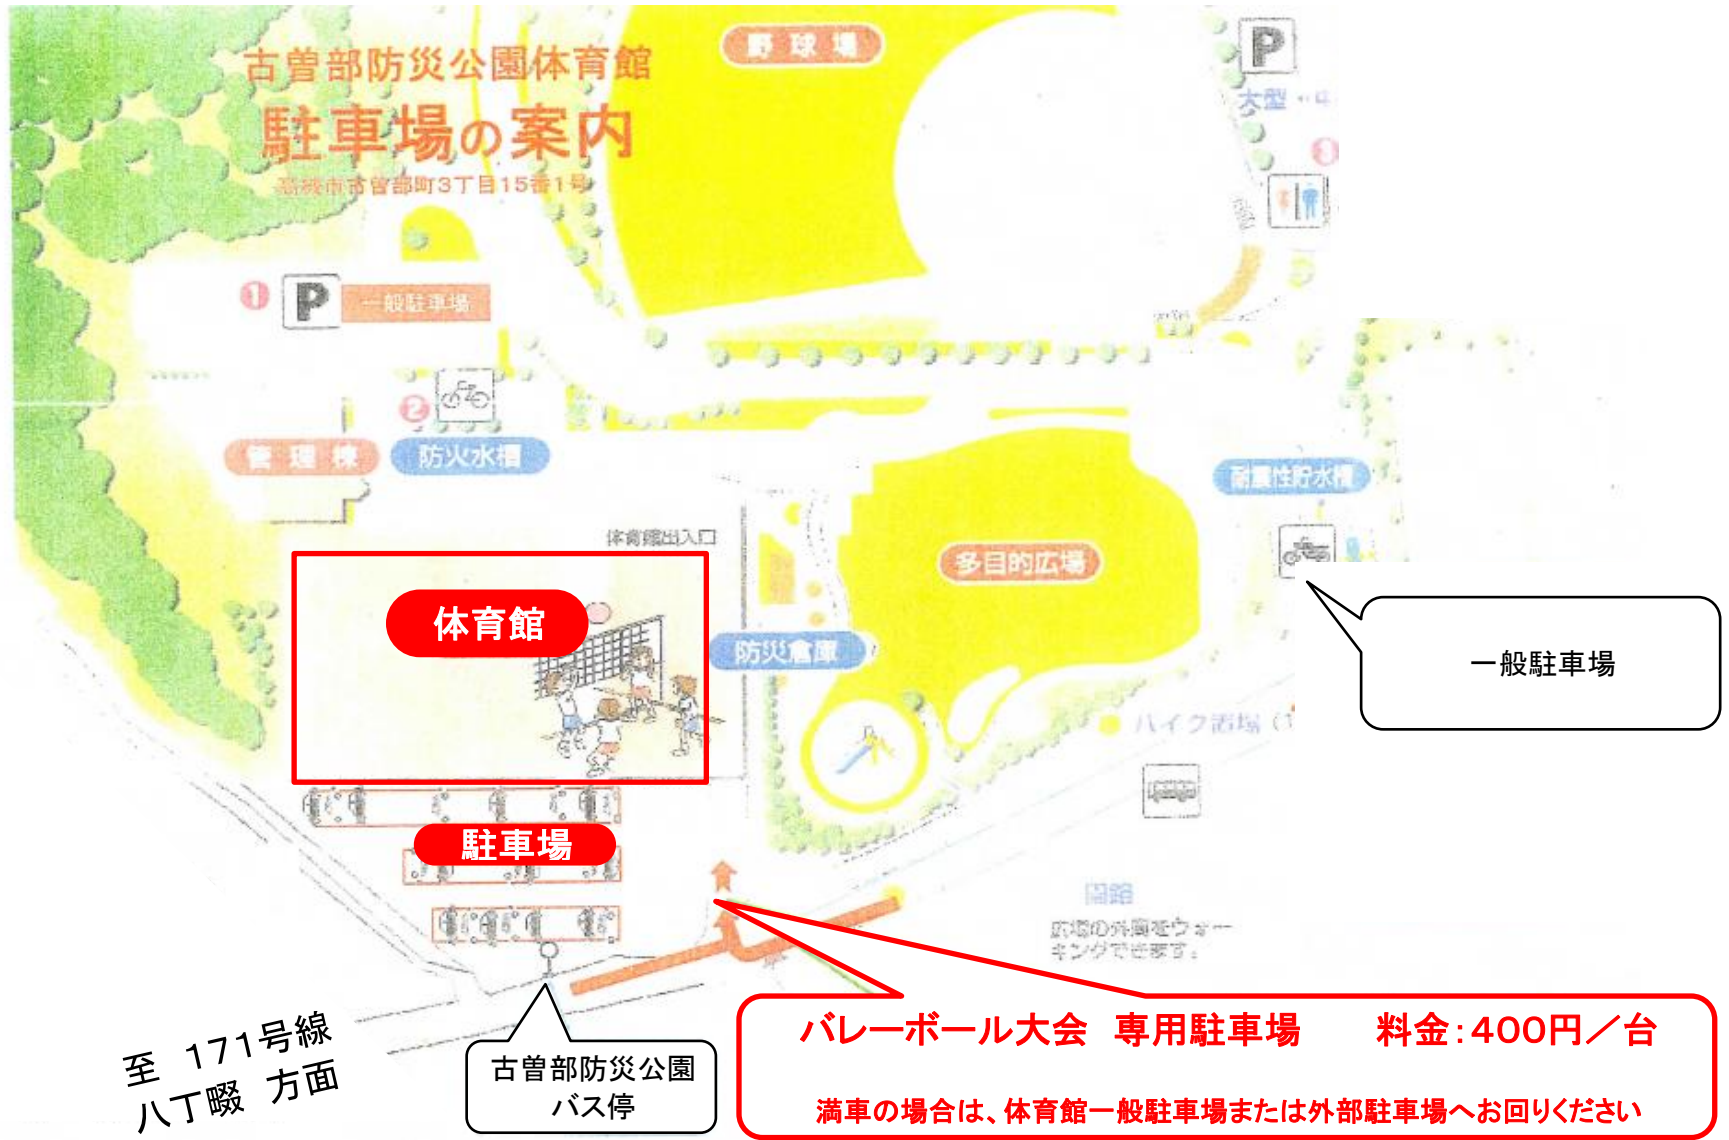 古曽部防災公園体育館
駐車場の案内
高槻市古曽部町3丁目15番1号
野球場
P
大型・中
3
1 P 一般駐車場
2
管理棟
防火水槽
耐震性貯水槽
体育館出入口
多目的広場
体育館
防災倉庫
一般駐車場
バイク置場（1
駐車場
園路
広場の外周をウォー
キングできます。
至 171号線
八丁畷 方面
古曽部防災公園
バス停
バレーボール大会 専用駐車場 料金:400円／台
満車の場合は、体育館一般駐車場または外部駐車場へお回りください